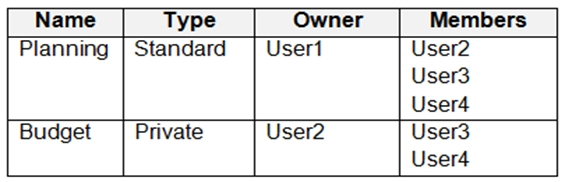 Name Type Owner Members
Planning Standard User1 User2
User3
User4
Budget Private User2 User3
User4